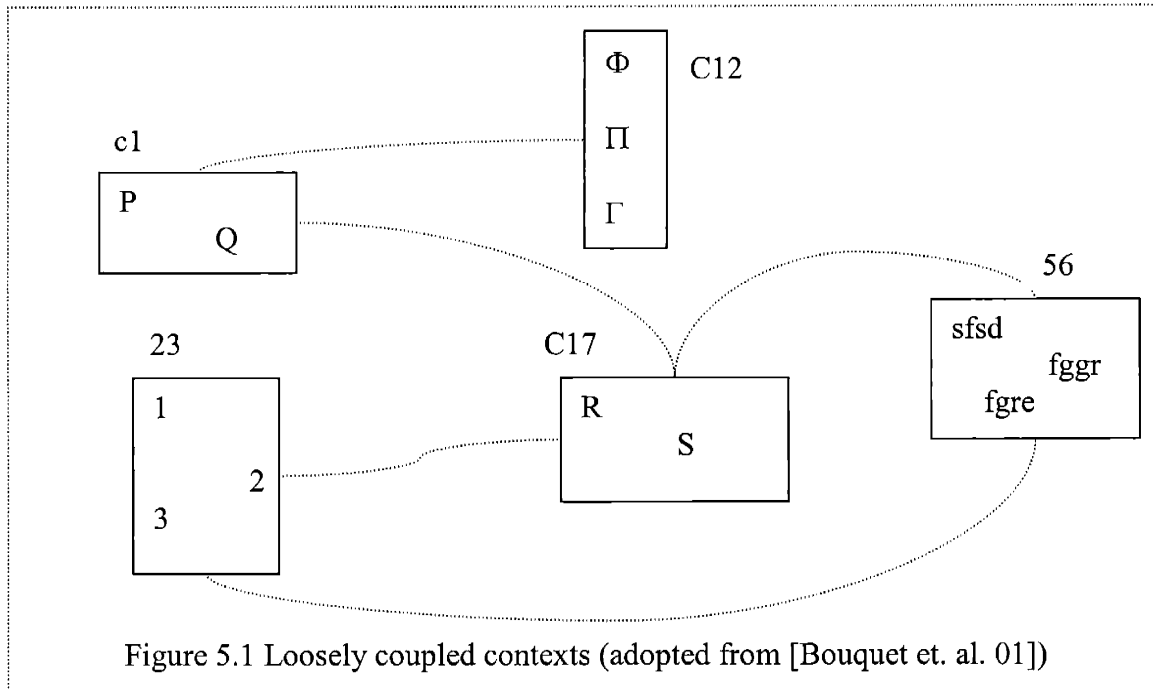 Φ
C12
Π
Γ
c1
P
Q
56
sfsd
fggr
fgre
23
1
2
3
C17
R
S
Figure 5.1 Loosely coupled contexts (adopted from [Bouquet et. al. 01])